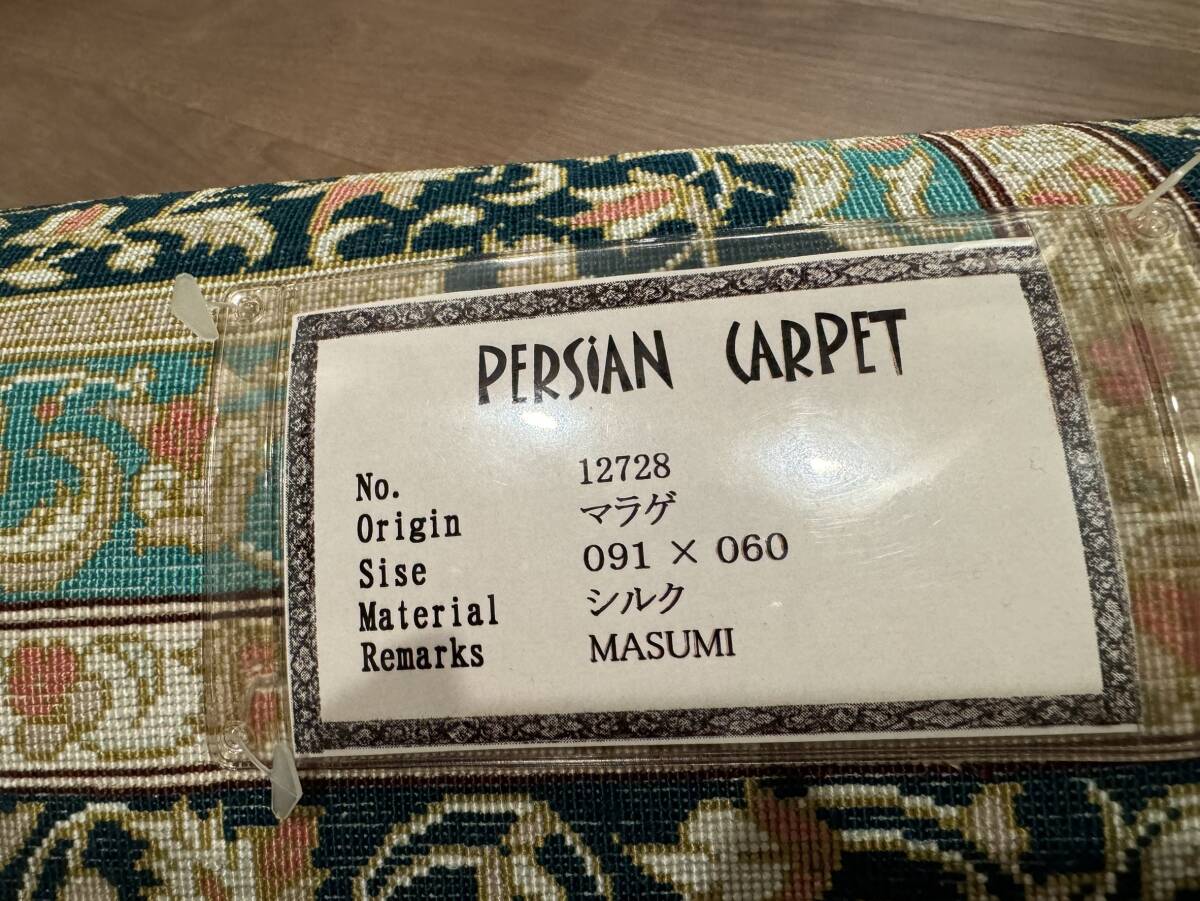 PERSiAN CARPET
No. 12728
Origin マラゲ
Sise 091 × 060
Material シルク
Remarks MASUMI